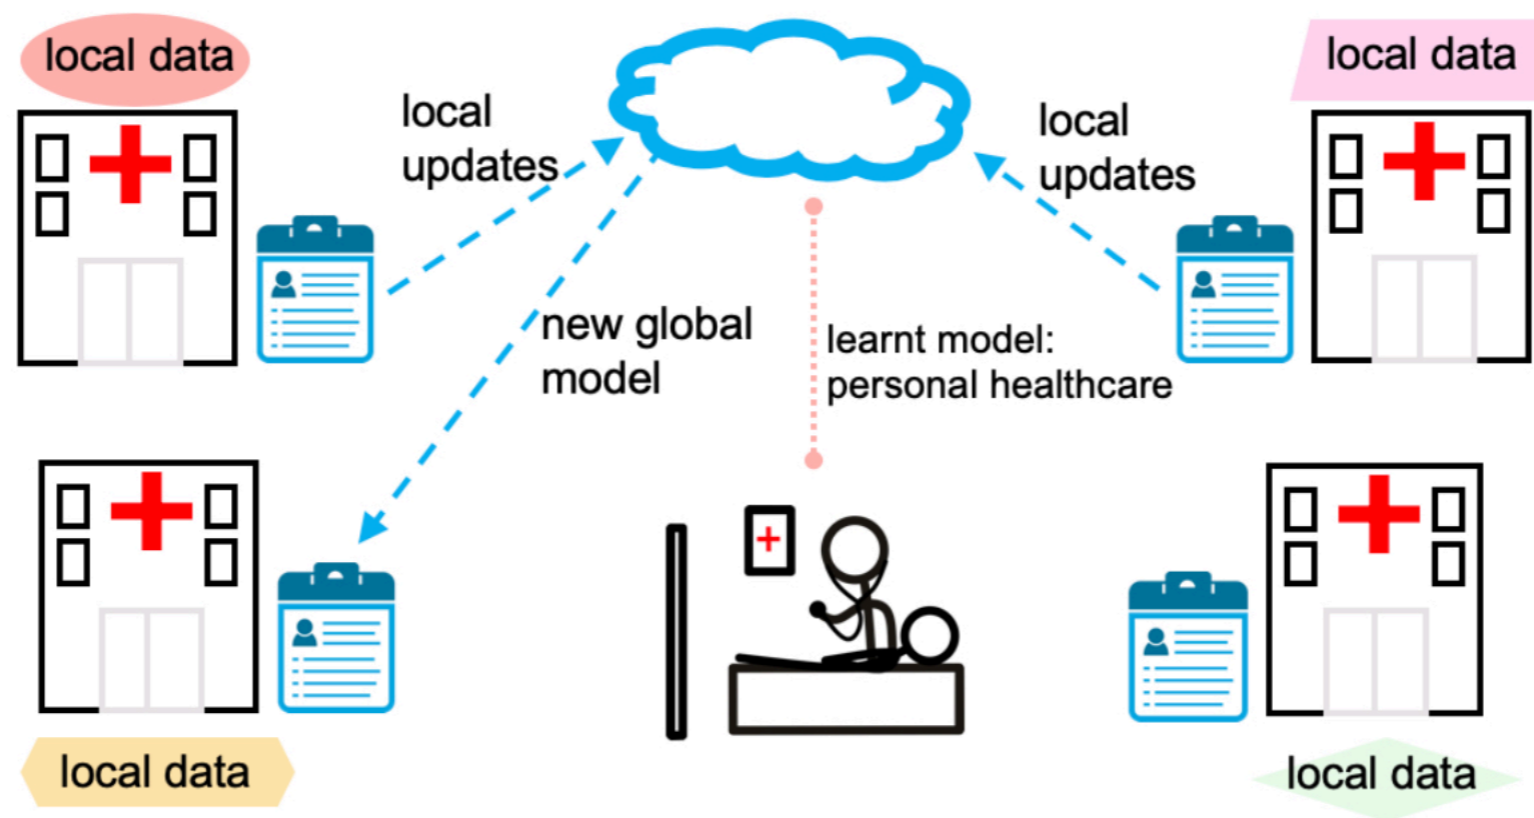 local data
local data
local
updates
local
updates
new global
model
learnt model:
personal healthcare
local data
local data